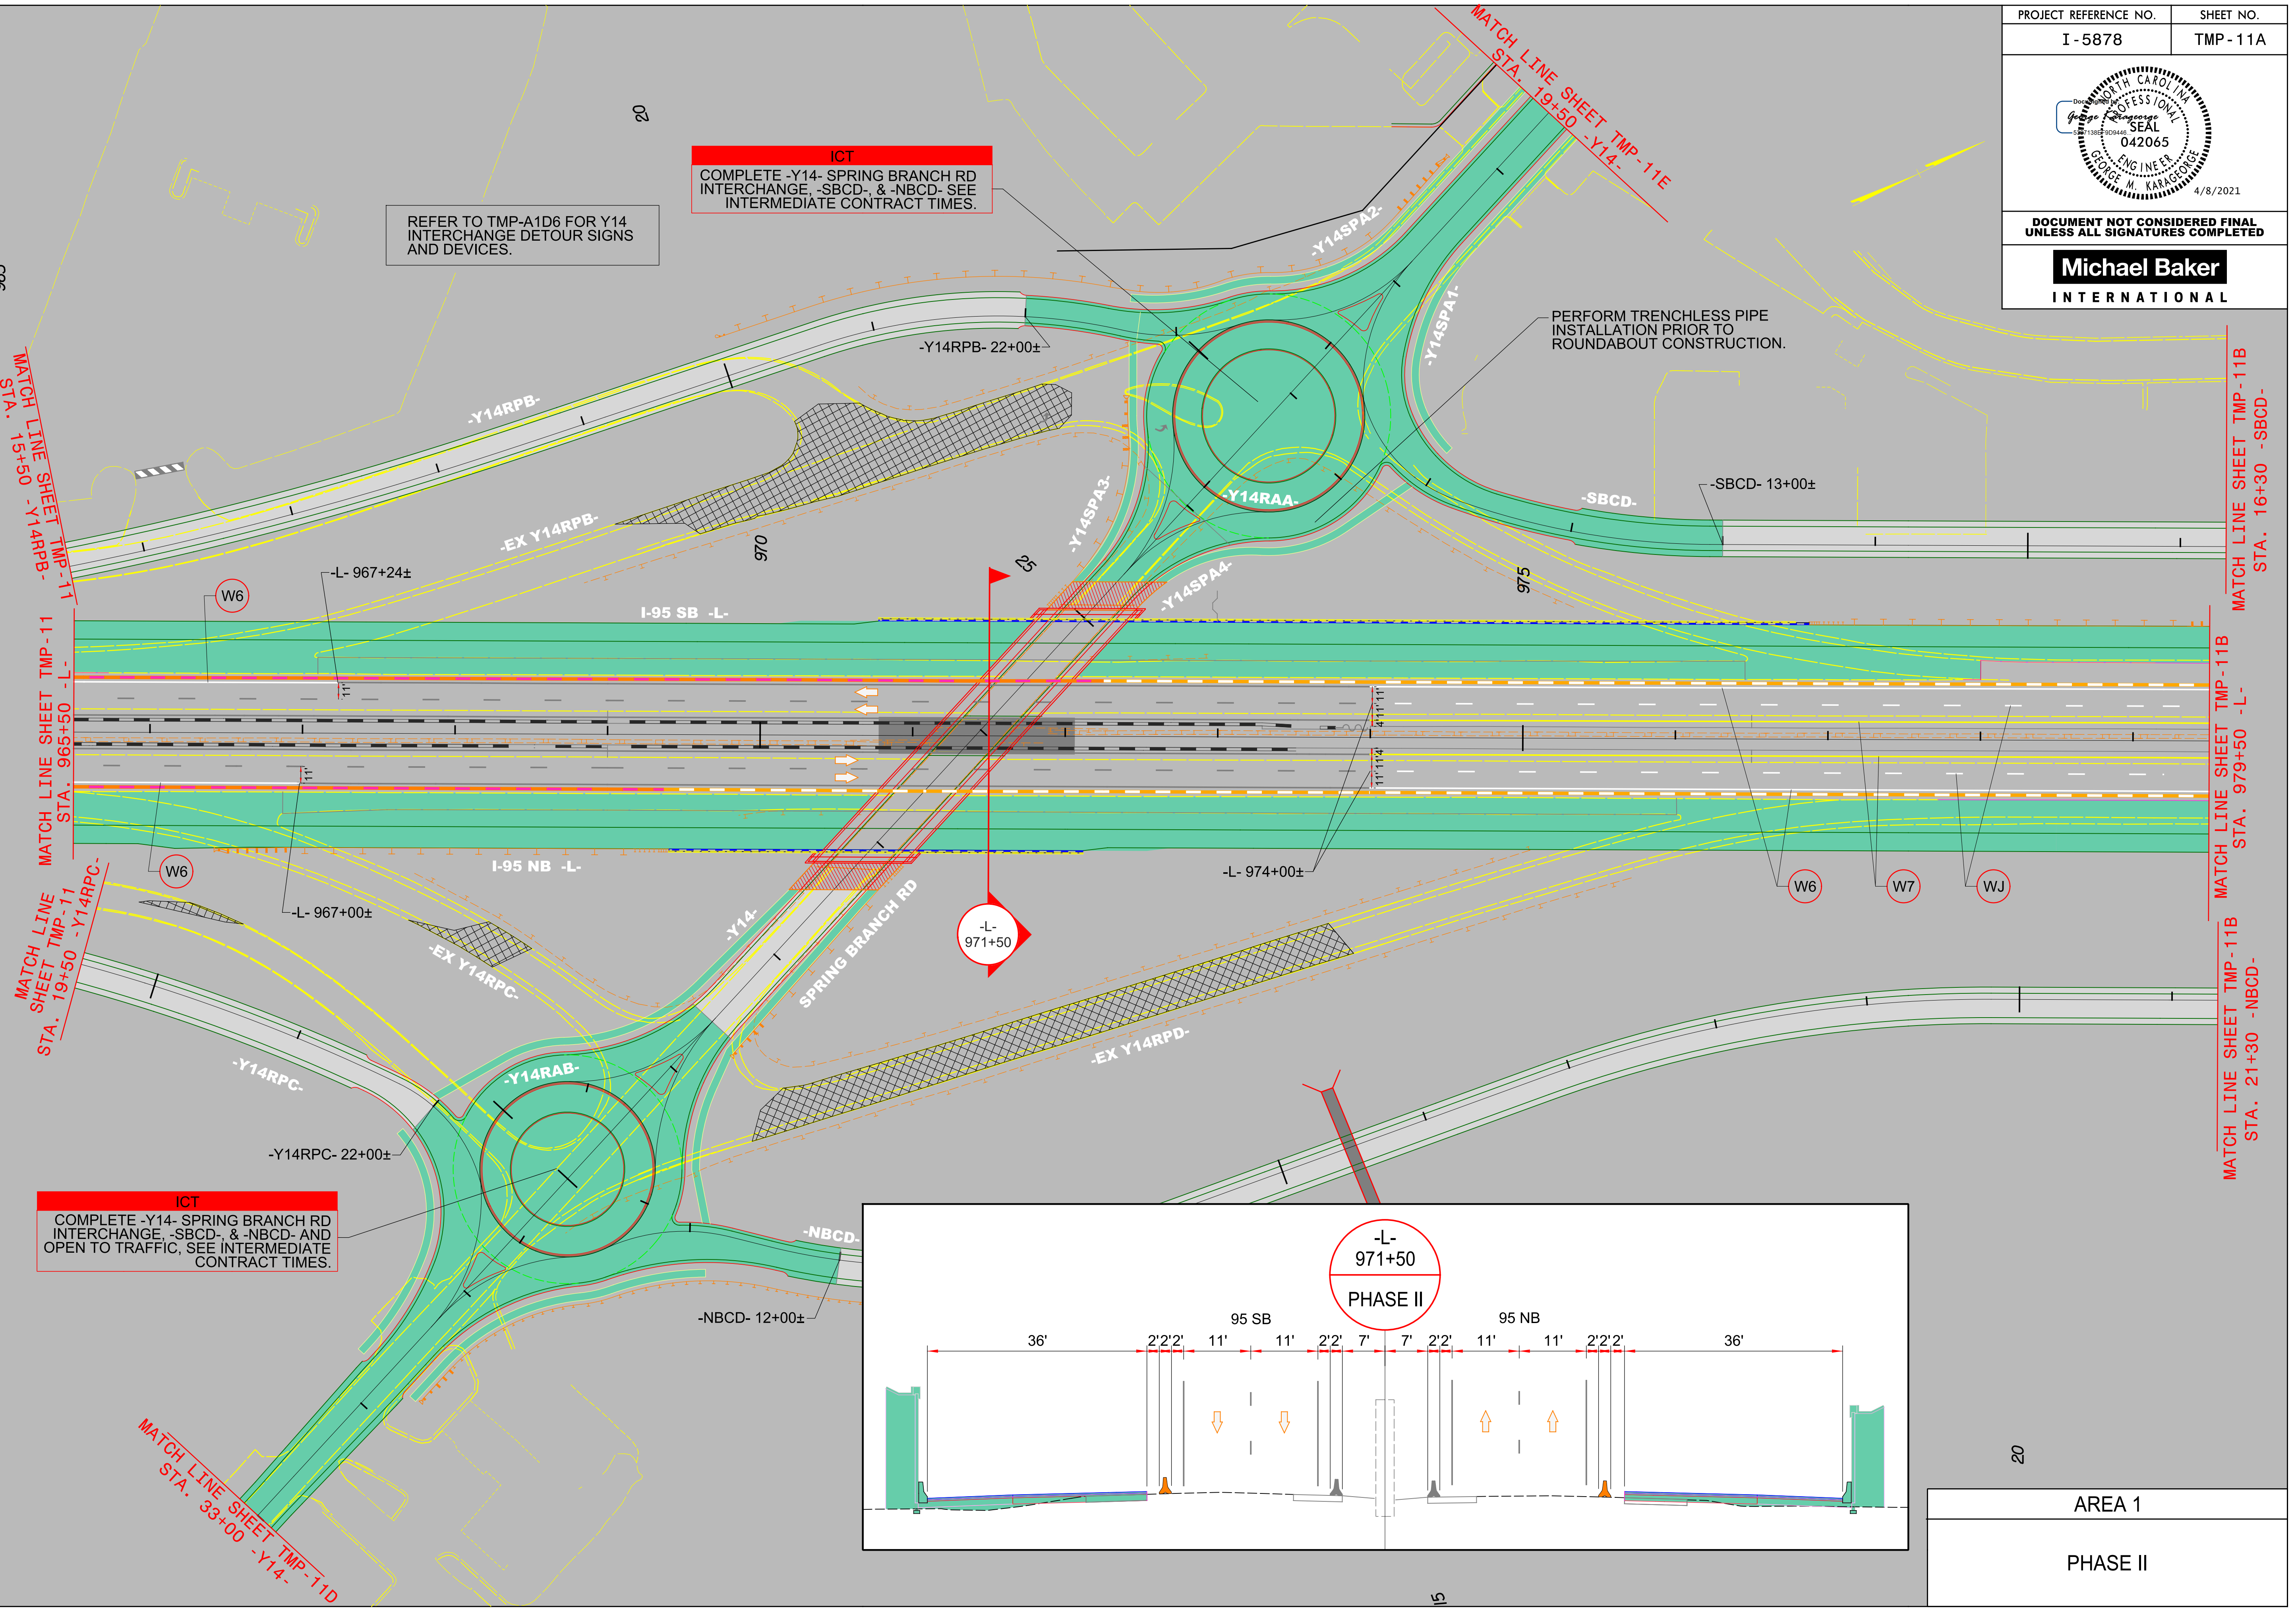 PROJECT REFERENCE NO.
SHEET NO.
I-5878
TMP-11A
NORTH CAROLINA
PROFESSIONAL
SEAL
042065
ENGINEER
GEORGE M. KARAGEORGE
4/8/2021
DOCUMENT NOT CONSIDERED FINAL
UNLESS ALL SIGNATURES COMPLETED
Michael Baker
INTERNATIONAL
MATCH LINE SHEET TMP-11E
STA. 19+50 -Y14-
20
ICT
COMPLETE -Y14- SPRING BRANCH RD
INTERCHANGE, -SBCD-, & -NBCD- SEE
INTERMEDIATE CONTRACT TIMES.
REFER TO TMP-A1D6 FOR Y14
INTERCHANGE DETOUR SIGNS
AND DEVICES.
-Y14SPA2-
-Y14SPA1-
PERFORM TRENCHLESS PIPE
INSTALLATION PRIOR TO
ROUNDABOUT CONSTRUCTION.
-Y14RPB- 22+00±
-Y14RPB-
MATCH LINE SHEET TMP-11
STA. 15+50 -Y14RPB-
-EX Y14RPB-
-Y14SPA3-
-Y14RAA-
-SBCD- 13+00±
-SBCD-
MATCH LINE SHEET TMP-11B
STA. 16+30 -SBCD-
970
25
-Y14SPA4-
975
-L- 967+24±
W6
I-95 SB -L-
MATCH LINE SHEET TMP-11
STA. 965+50 -L-
11'
11'
11'
4'
4'
11'
11'
11'
MATCH LINE SHEET TMP-11B
STA. 979+50 -L-
W6
I-95 NB -L-
-L- 967+00±
-L- 974+00±
W6
W7
WJ
MATCH LINE
SHEET TMP-11
STA. 19+50 -Y14RPC-
-EX Y14RPC-
-Y14-
SPRING BRANCH RD
-L-
971+50
-EX Y14RPD-
MATCH LINE SHEET TMP-11B
STA. 21+30 -NBCD-
-Y14RPC-
-Y14RAB-
-Y14RPC- 22+00±
ICT
COMPLETE -Y14- SPRING BRANCH RD
INTERCHANGE, -SBCD-, & -NBCD- AND
OPEN TO TRAFFIC, SEE INTERMEDIATE
CONTRACT TIMES.
-NBCD-
-NBCD- 12+00±
MATCH LINE SHEET TMP-11D
STA. 33+00 -Y14-
-L-
971+50
PHASE II
95 SB
95 NB
36' 2' 2' 2' 11' 11' 2' 2' 7' 7' 2' 2' 11' 11' 2' 2' 2' 36'
20
15
AREA 1
PHASE II